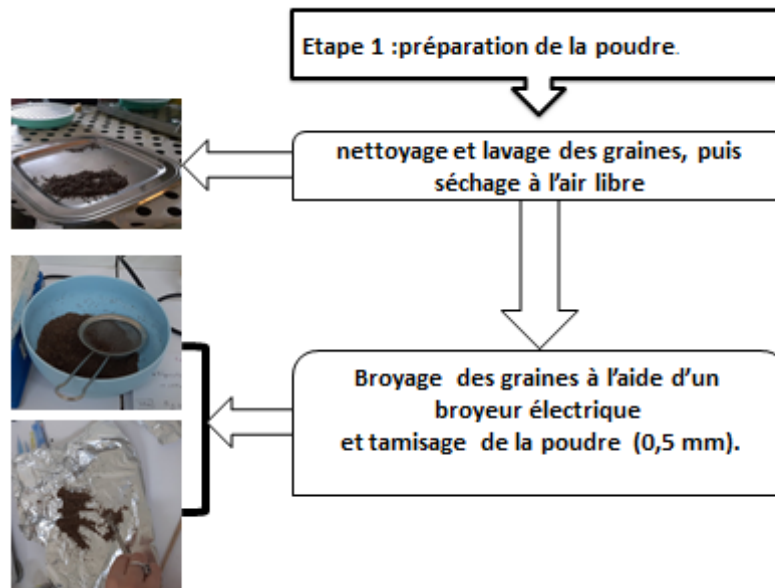 Etape 1 :préparation de la poudre.
nettoyage et lavage des graines, puis
séchage à l'air libre
Broyage des graines à l'aide d'un
broyeur électrique
et tamisage de la poudre (0,5 mm).